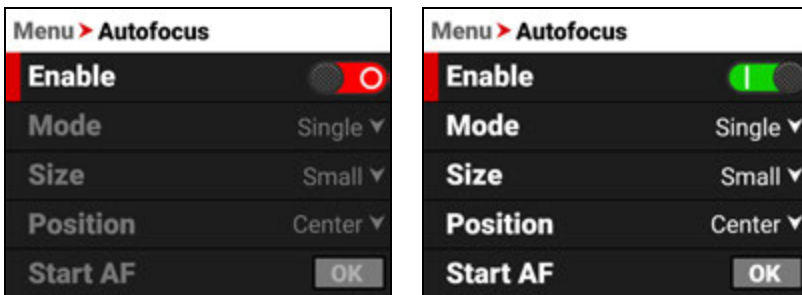 Menu > Autofocus
Enable
Mode Single
Size Small
Position Center
Start AF OK
Menu > Autofocus
Enable
Mode Single
Size Small
Position Center
Start AF OK